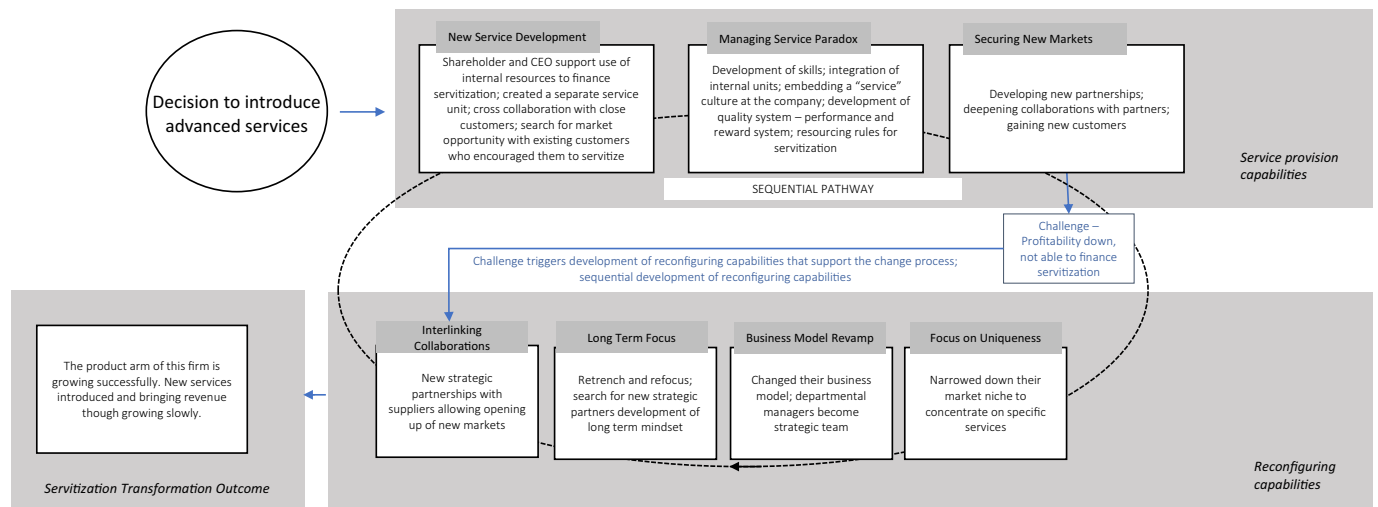 Decision to introduce
advanced services
New Service Development
Shareholder and CEO support use of
internal resources to finance
servitization; created a separate service
unit; cross collaboration with close
customers; search for market
opportunity with existing customers
who encouraged them to servitize
Managing Service Paradox
Development of skills; integration of
internal units; embedding a “service”
culture at the company; development of
quality system – performance and
reward system; resourcing rules for
servitization
Securing New Markets
Developing new partnerships;
deepening collaborations with partners;
gaining new customers
Service provision
capabilities
SEQUENTIAL PATHWAY
Challenge –
Profitability down,
not able to finance
servitization
Challenge triggers development of reconfiguring capabilities that support the change process;
sequential development of reconfiguring capabilities
Interlinking
Collaborations
New strategic
partnerships with
suppliers allowing opening
up of new markets
Long Term Focus
Retrench and refocus;
search for new strategic
partners development of
long term mindset
Business Model Revamp
Changed their business
model; departmental
managers become
strategic team
Focus on Uniqueness
Narrowed down their
market niche to
concentrate on specific
services
Reconfiguring
capabilities
The product arm of this firm is
growing successfully. New services
introduced and bringing revenue
though growing slowly.
Servitization Transformation Outcome